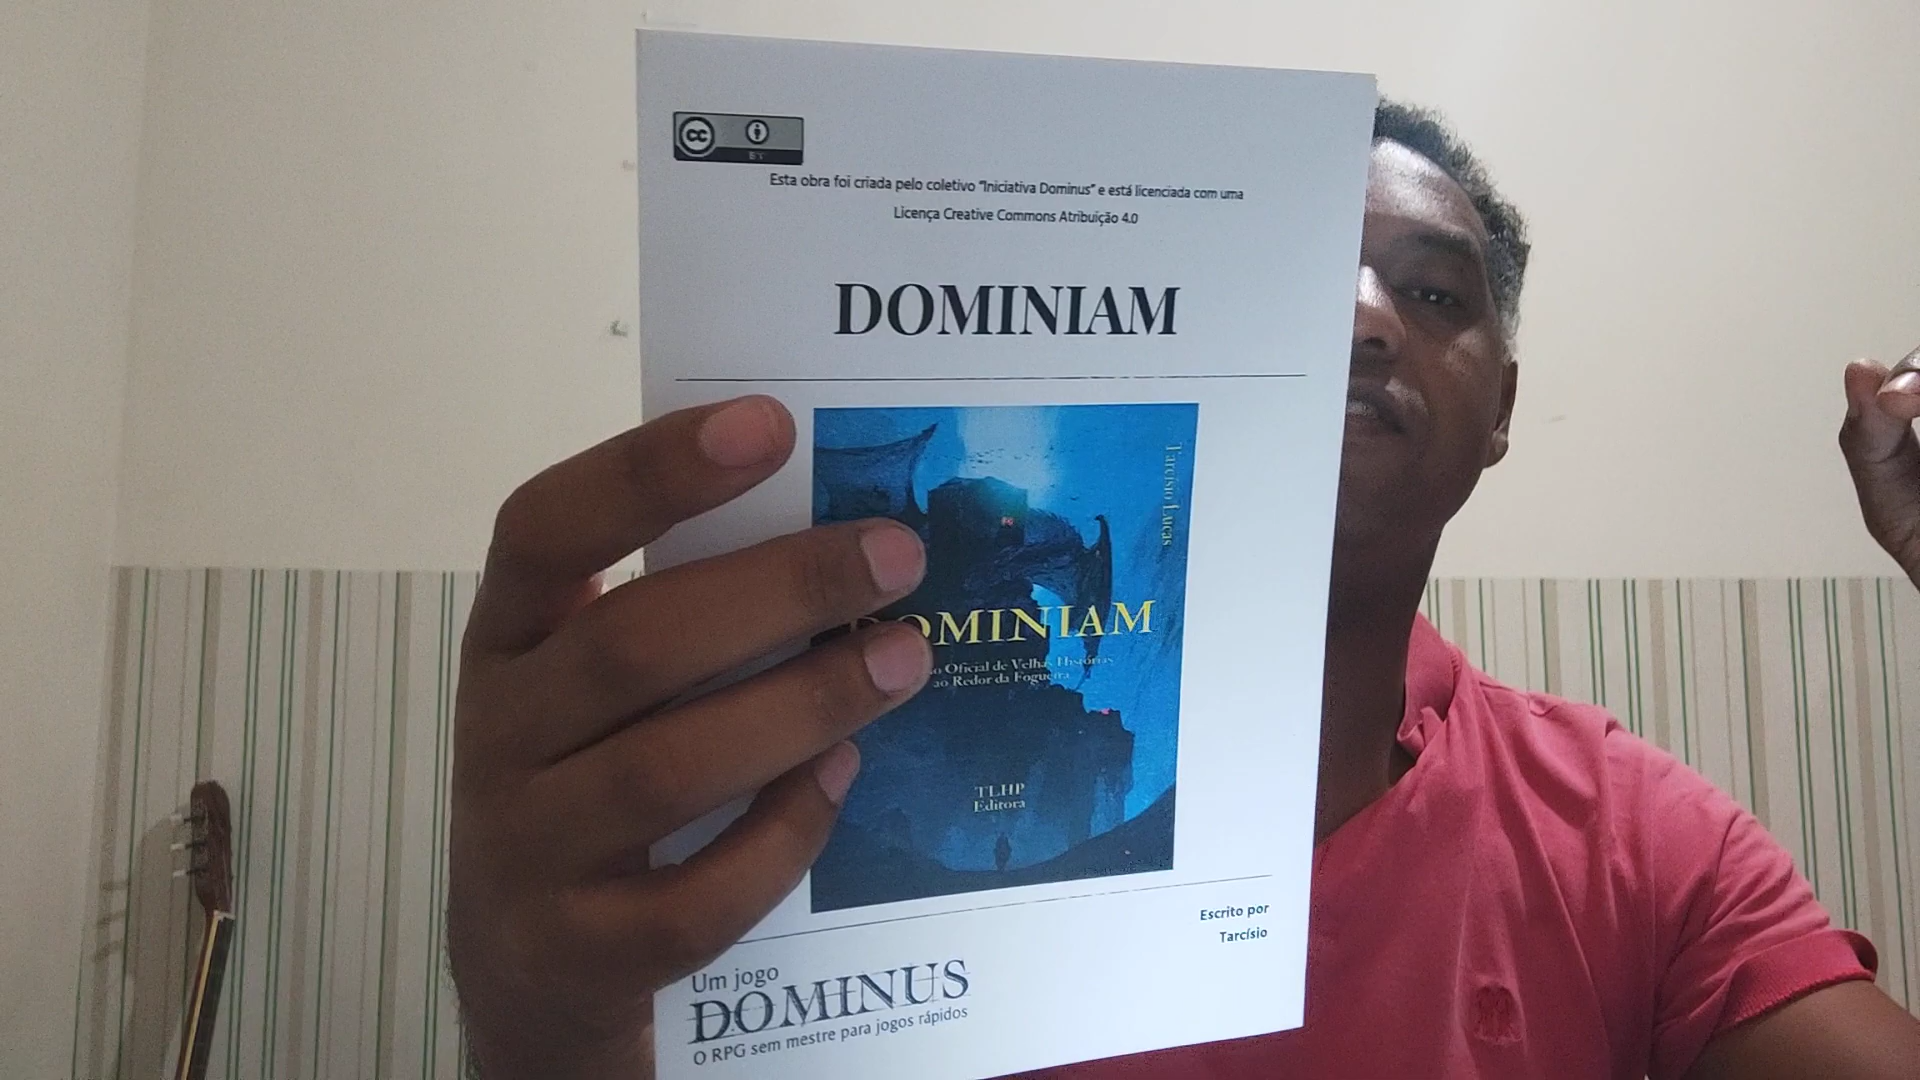 cc
BY
Esta obra foi criada pelo coletivo "Iniciativa Dominus" e está licenciada com uma
Licença Creative Commons Atribuição 4.0
DOMINIAM
Tarcisio Lucas
DOMINIAM
Oficial de Velhas Histórias
ao Redor da Fogueira
TLHP
Editora
Escrito por
Tarcísio
Um jogo
DOMINUS
O RPG sem mestre para jogos rápidos